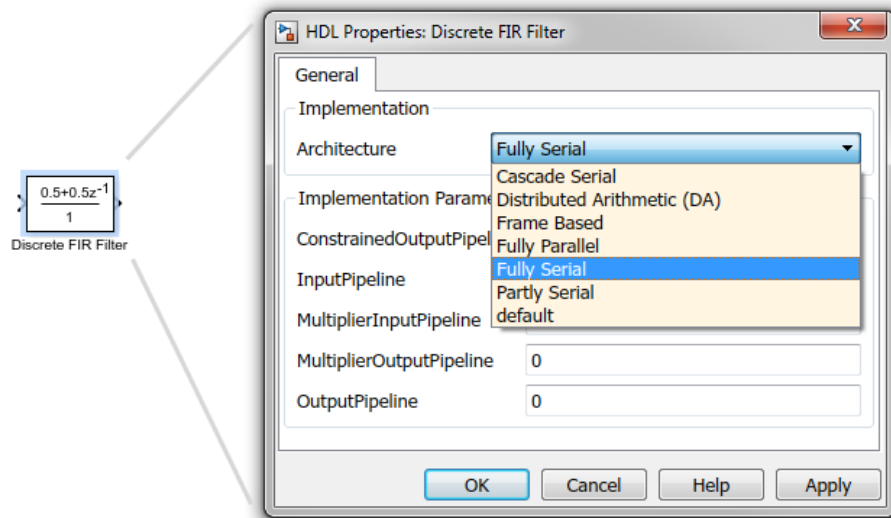 HDL Properties: Discrete FIR Filter
General
Implementation
Architecture
Fully Serial
Cascade Serial
Distributed Arithmetic (DA)
Frame Based
Fully Parallel
Fully Serial
Partly Serial
default
Implementation Parame
ConstrainedOutputPipel
InputPipeline
MultiplierInputPipeline
MultiplierOutputPipeline
0
OutputPipeline
0
OK
Cancel
Help
Apply
0.5+0.5z⁻¹
1
Discrete FIR Filter